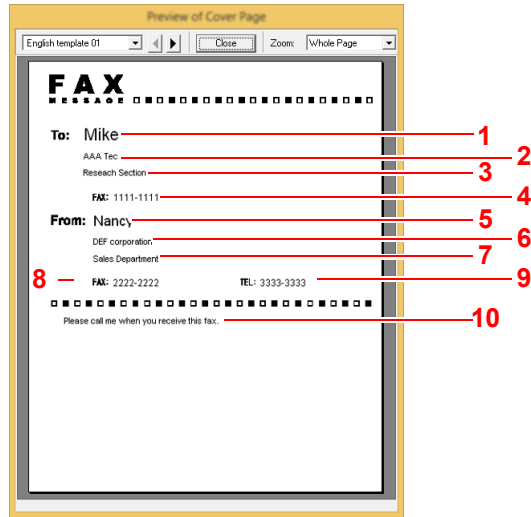 Preview of Cover Page
English template 01 Close Zoom: Whole Page
FAX
MESSAGE
To: Mike 1
AAA Tec 2
Reseach Section 3
FAX: 1111-1111 4
From: Nancy 5
DEF corporation 6
Sales Department 7
8 FAX: 2222-2222 TEL: 3333-3333 9
Please call me when you receive this fax. 10